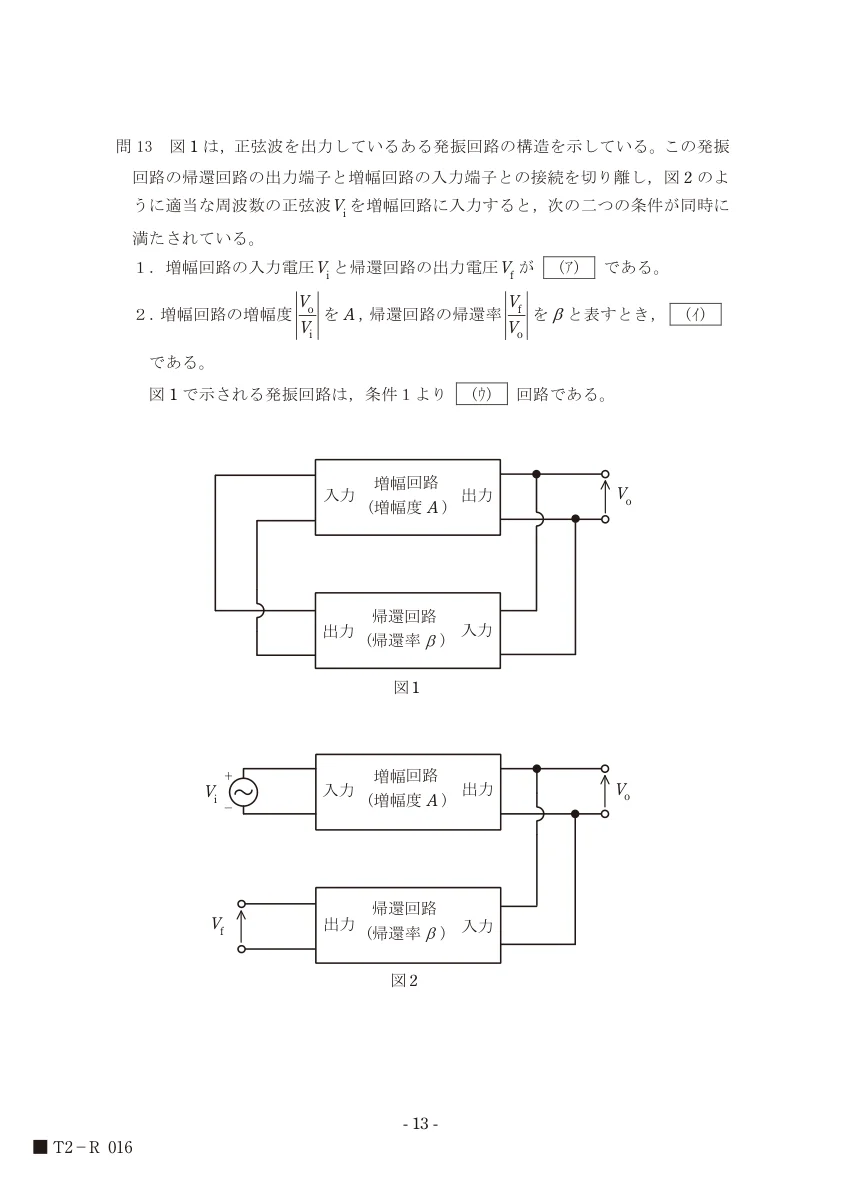 問 13 図 1 は，正弦波を出力しているある発振回路の構造を示している。この発振
回路の帰還回路の出力端子と増幅回路の入力端子との接続を切り離し，図 2 のよ
うに適当な周波数の正弦波Viを増幅回路に入力すると，次の二つの条件が同時に
満たされている。
1．増幅回路の入力電圧Viと帰還回路の出力電圧Vfが (ｱ) である。
2．増幅回路の増幅度|Vo/Vi|を A，帰還回路の帰還率|Vf/Vo|を β と表すとき， (ｲ)
である。
図 1 で示される発振回路は，条件 1 より (ｳ) 回路である。
入力
増幅回路
（増幅度 A）
出力
Vo
出力
帰還回路
（帰還率 β）
入力
図1
Vi
+
−
入力
増幅回路
（増幅度 A）
出力
Vo
Vf
出力
帰還回路
（帰還率 β）
入力
図2
- 13 -
■ T2−R 016